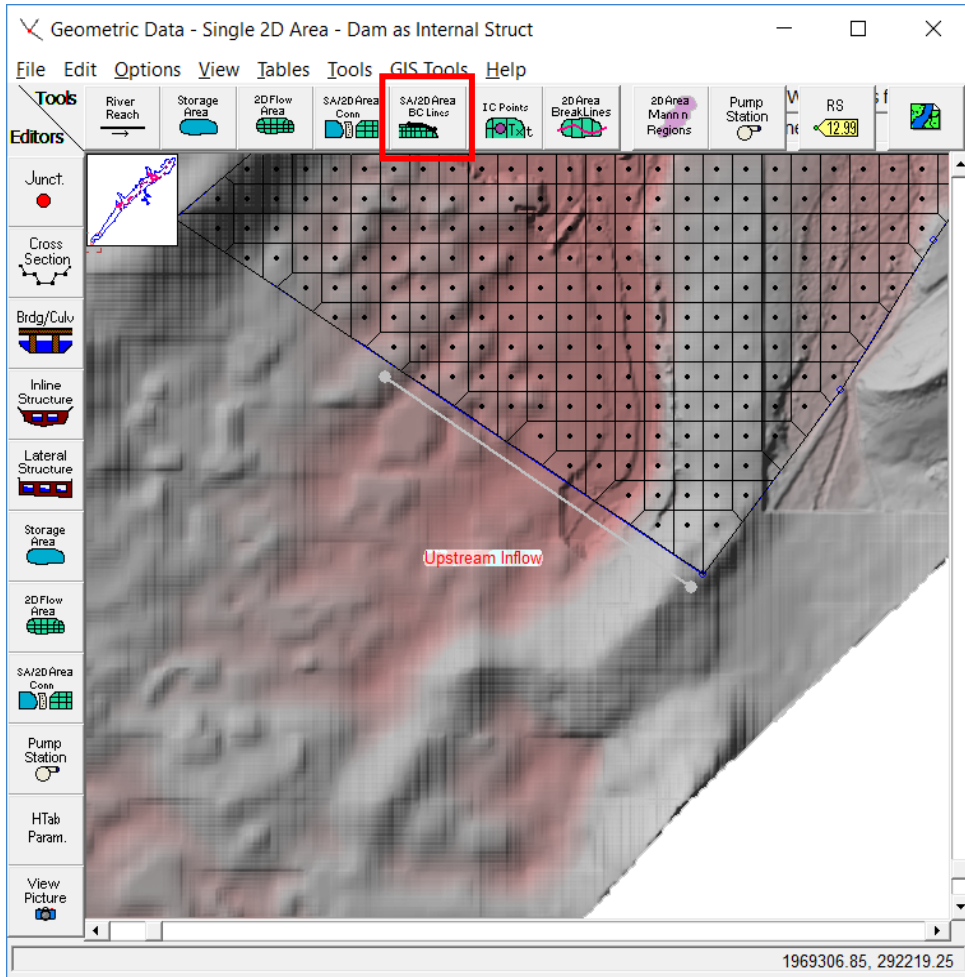 Geometric Data - Single 2D Area - Dam as Internal Struct
File Edit Options View Tables Tools GIS Tools Help
Tools
Editors
River
Reach
Storage
Area
2D Flow
Area
SA/2D Area
Conn
SA/2D Area
BC Lines
IC Points
Txt
2D Area
BreakLines
2D Area
Mann n
Regions
Pump
Station
RS
12.99
Junct.
Cross
Section
Brdg/Culv
Inline
Structure
Lateral
Structure
Storage
Area
2D Flow
Area
SA/2D Area
Conn
Pump
Station
HTab
Param.
View
Picture
Upstream Inflow
1969306.85, 292219.25